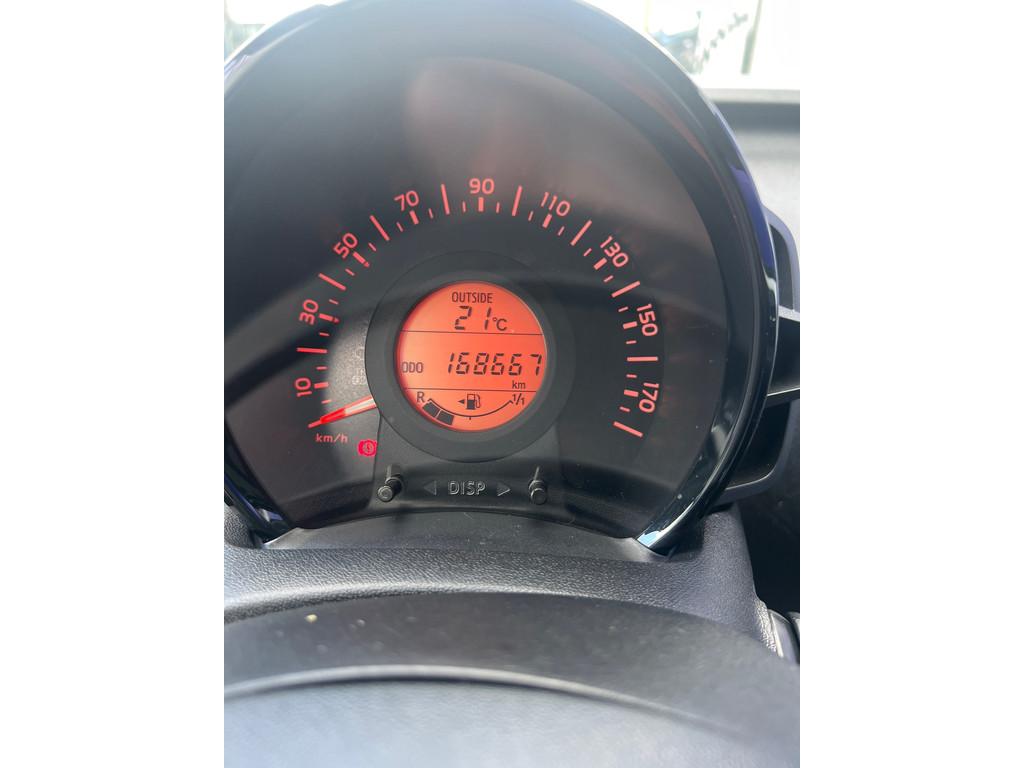 10 30 50 70 90 110 130 150 170
OUTSIDE
21°C
ODO 168667
km
R 1/1
km/h
◄ DISP ►